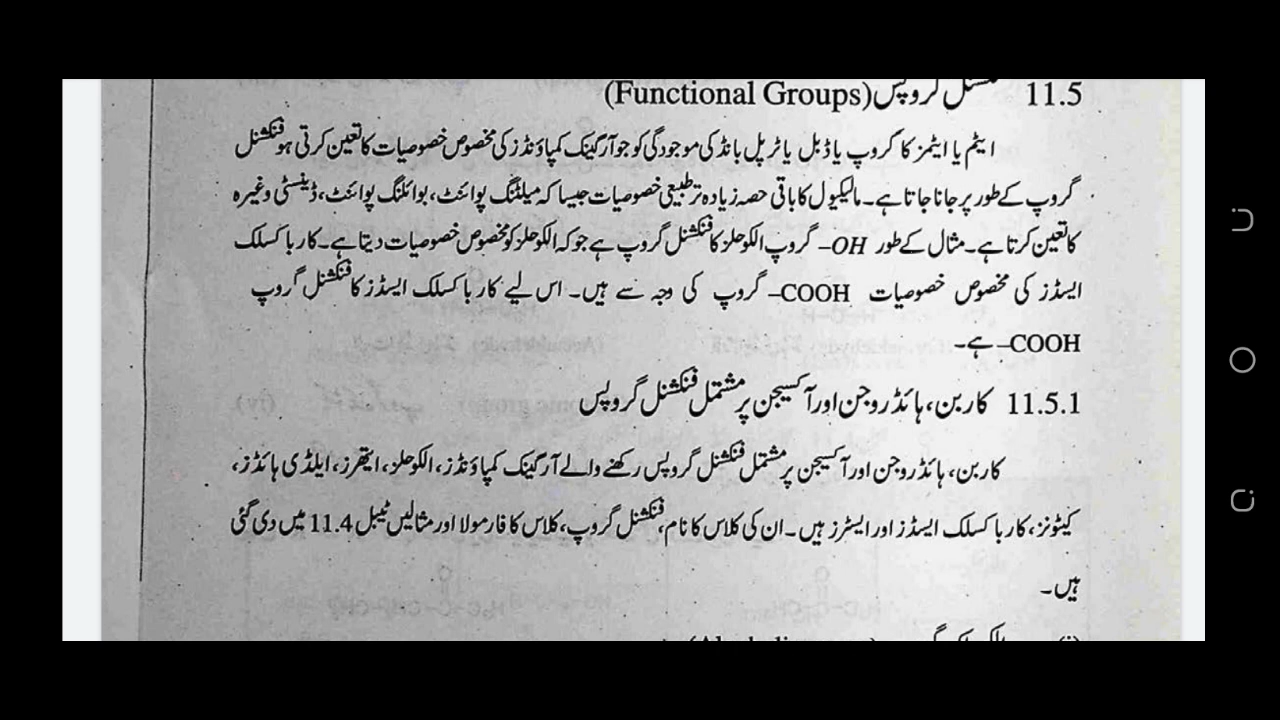 11.5 فنکشنل گروپس (Functional Groups)
ایٹم یا ایٹمز کا گروپ یا ڈبل یا ٹرپل بانڈ کی موجودگی کو جو آرگینک کمپاؤنڈز کی مخصوص خصوصیات کا تعین کرتی ہو فنکشنل
گروپ کے طور پر جانا جاتا ہے۔ مالیکیول کا باقی حصہ زیادہ تر طبیعی خصوصیات جیسا کہ میلٹنگ پوائنٹ، بوائلنگ پوائنٹ، ڈینسٹی وغیرہ
کا تعین کرتا ہے۔ مثال کے طور OH– گروپ الکوحلز کا فنکشنل گروپ ہے جو کہ الکوحلز کو مخصوص خصوصیات دیتا ہے۔ کاربا کسلک
ایسڈز کی مخصوص خصوصیات COOH– گروپ کی وجہ سے ہیں۔ اس لیے کاربا کسلک ایسڈز کا فنکشنل گروپ
COOH– ہے۔
11.5.1 کاربن، ہائڈروجن اور آکسیجن پر مشتمل فنکشنل گروپس
کاربن، ہائڈروجن اور آکسیجن پر مشتمل فنکشنل گروپس رکھنے والے آرگینک کمپاؤنڈز، الکوحلز، ایتھرز، ایلڈی ہائڈز،
کیٹونز، کاربا کسلک ایسڈز اور ایسٹرز ہیں۔ ان کی کلاس کا نام، فنکشنل گروپ، کلاس کا فارمولا اور مثالیں ٹیبل 11.4 میں دی گئی
ہیں۔